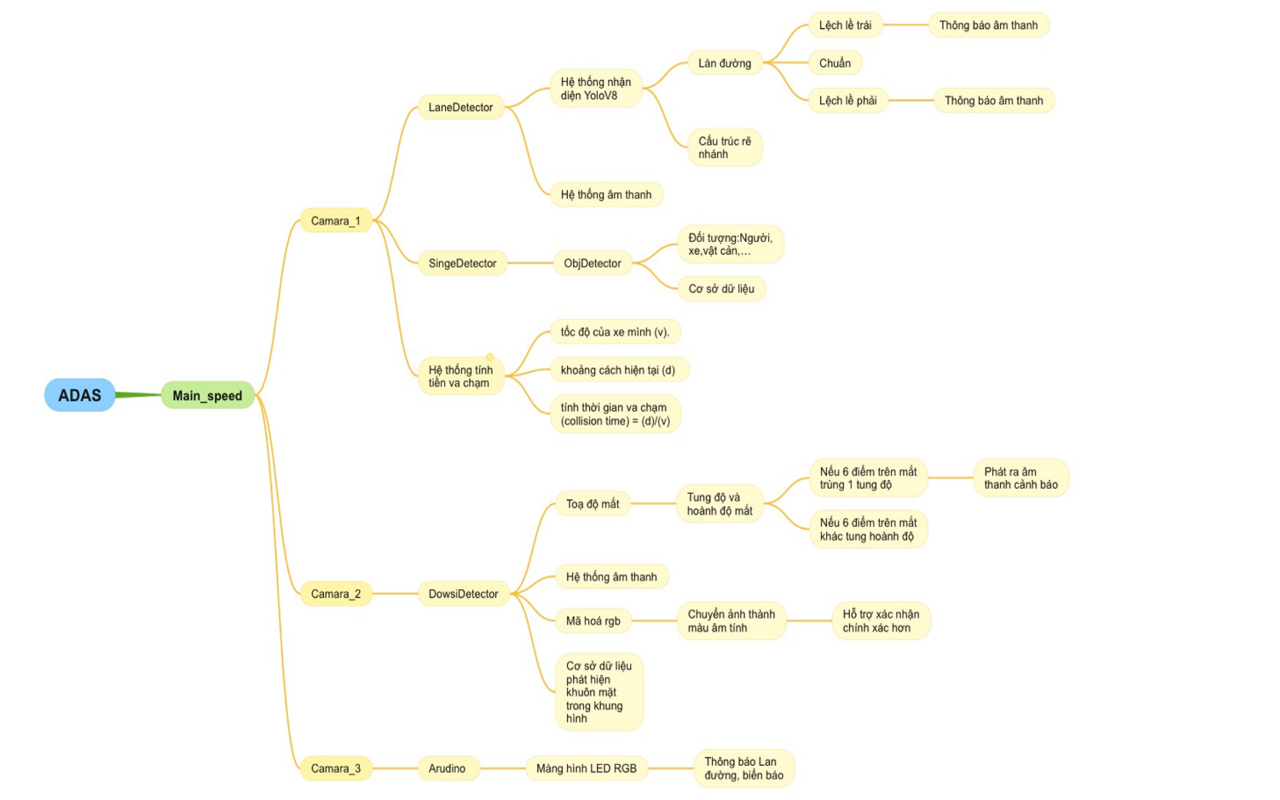 ADAS
Main_speed
Camara_1
LaneDetector
Hệ thống nhận
diện YoloV8
Làn đường
Lệch lề trái
Thông báo âm thanh
Chuẩn
Lệch lề phải
Thông báo âm thanh
Cấu trúc rẽ
nhánh
Hệ thống âm thanh
SingeDetector
ObjDetector
Đối tượng:Người,
xe,vật cản,...
Cơ sở dữ liệu
Hệ thống tính
tiền va chạm
tốc độ của xe mình (v).
khoảng cách hiện tại (d)
tính thời gian va chạm
(collision time) = (d)/(v)
Camara_2
DowsiDetector
Toạ độ mắt
Tung độ và
hoành độ mắt
Nếu 6 điểm trên mắt
trùng 1 tung độ
Phát ra âm
thanh cảnh báo
Nếu 6 điểm trên mắt
khác tung hoành độ
Hệ thống âm thanh
Mã hoá rgb
Chuyển ảnh thành
màu âm tính
Hỗ trợ xác nhận
chính xác hơn
Cơ sở dữ liệu
phát hiện
khuôn mặt
trong khung
hình
Camara_3
Arudino
Màng hình LED RGB
Thông báo Lan
đường, biển báo